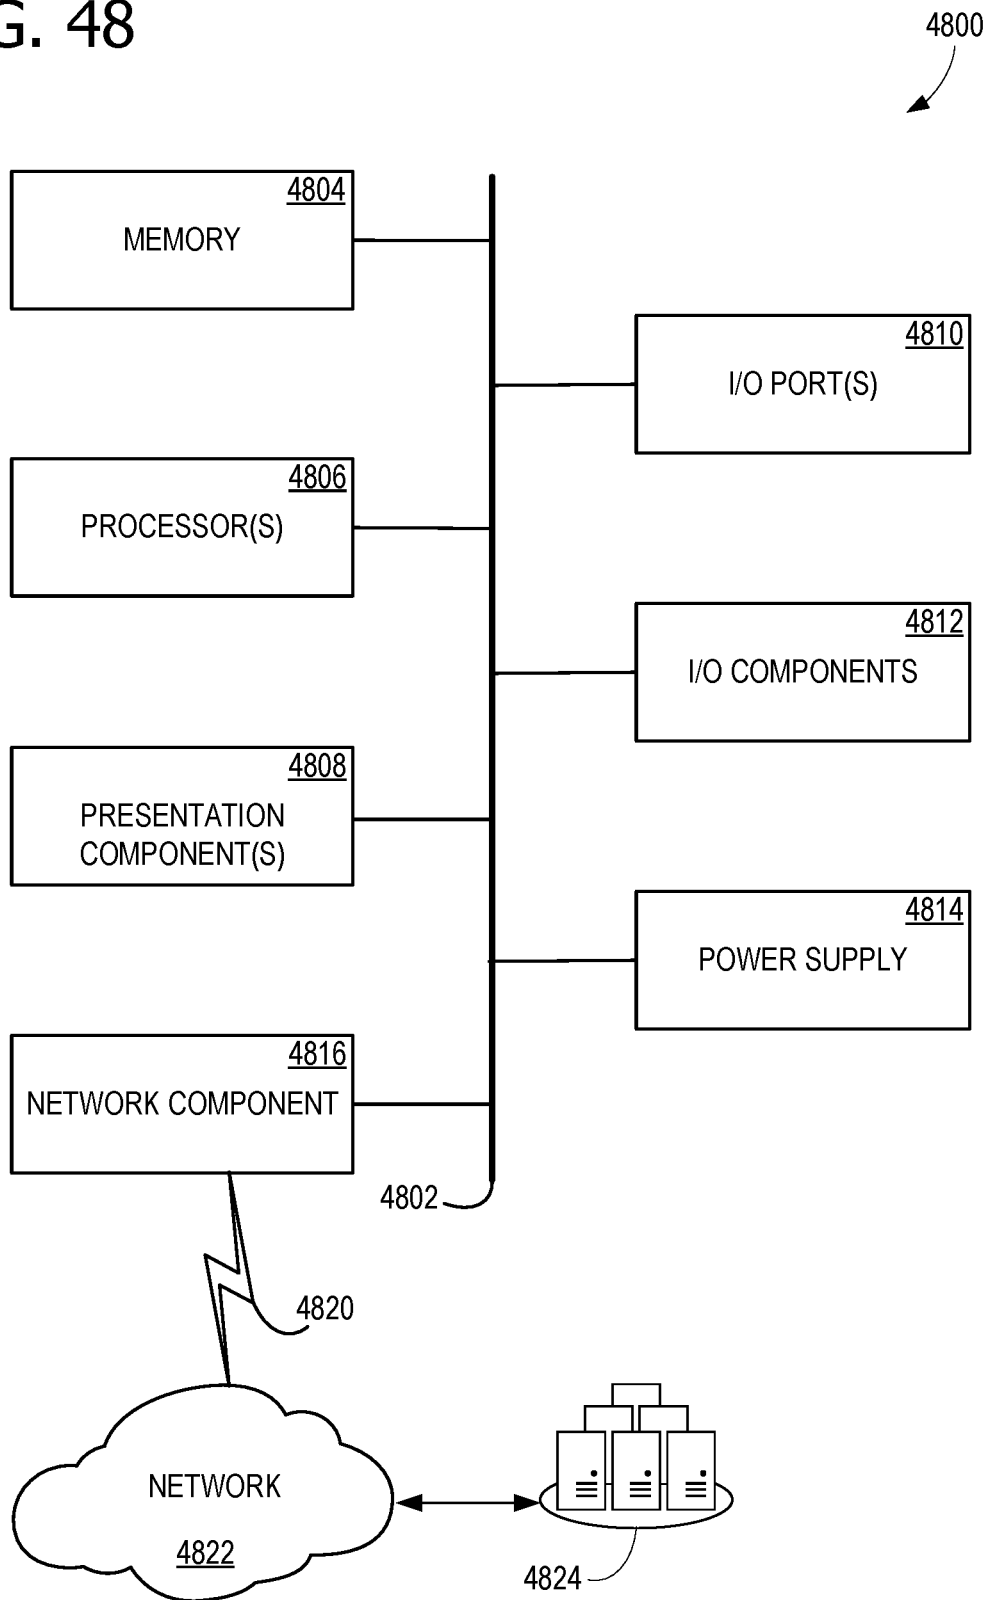 G. 48
4800
4804
MEMORY
4810
I/O PORT(S)
4806
PROCESSOR(S)
4812
I/O COMPONENTS
4808
PRESENTATION
COMPONENT(S)
4814
POWER SUPPLY
4816
NETWORK COMPONENT
4802
4820
NETWORK
4822
4824